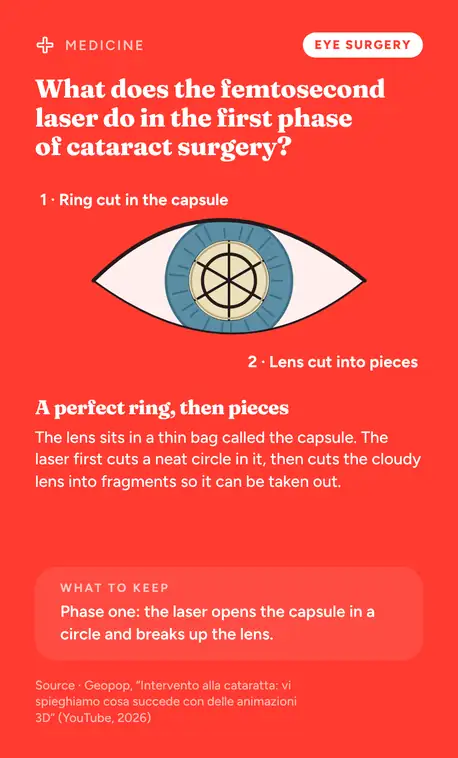 MEDICINE
EYE SURGERY
What does the femtosecond
laser do in the first phase
of cataract surgery?
1 · Ring cut in the capsule
2 · Lens cut into pieces
A perfect ring, then pieces
The lens sits in a thin bag called the capsule. The
laser first cuts a neat circle in it, then cuts the cloudy
lens into fragments so it can be taken out.
WHAT TO KEEP
Phase one: the laser opens the capsule in a
circle and breaks up the lens.
Source · Geopop, “Intervento alla cataratta: vi
spieghiamo cosa succede con delle animazioni
3D” (YouTube, 2026)